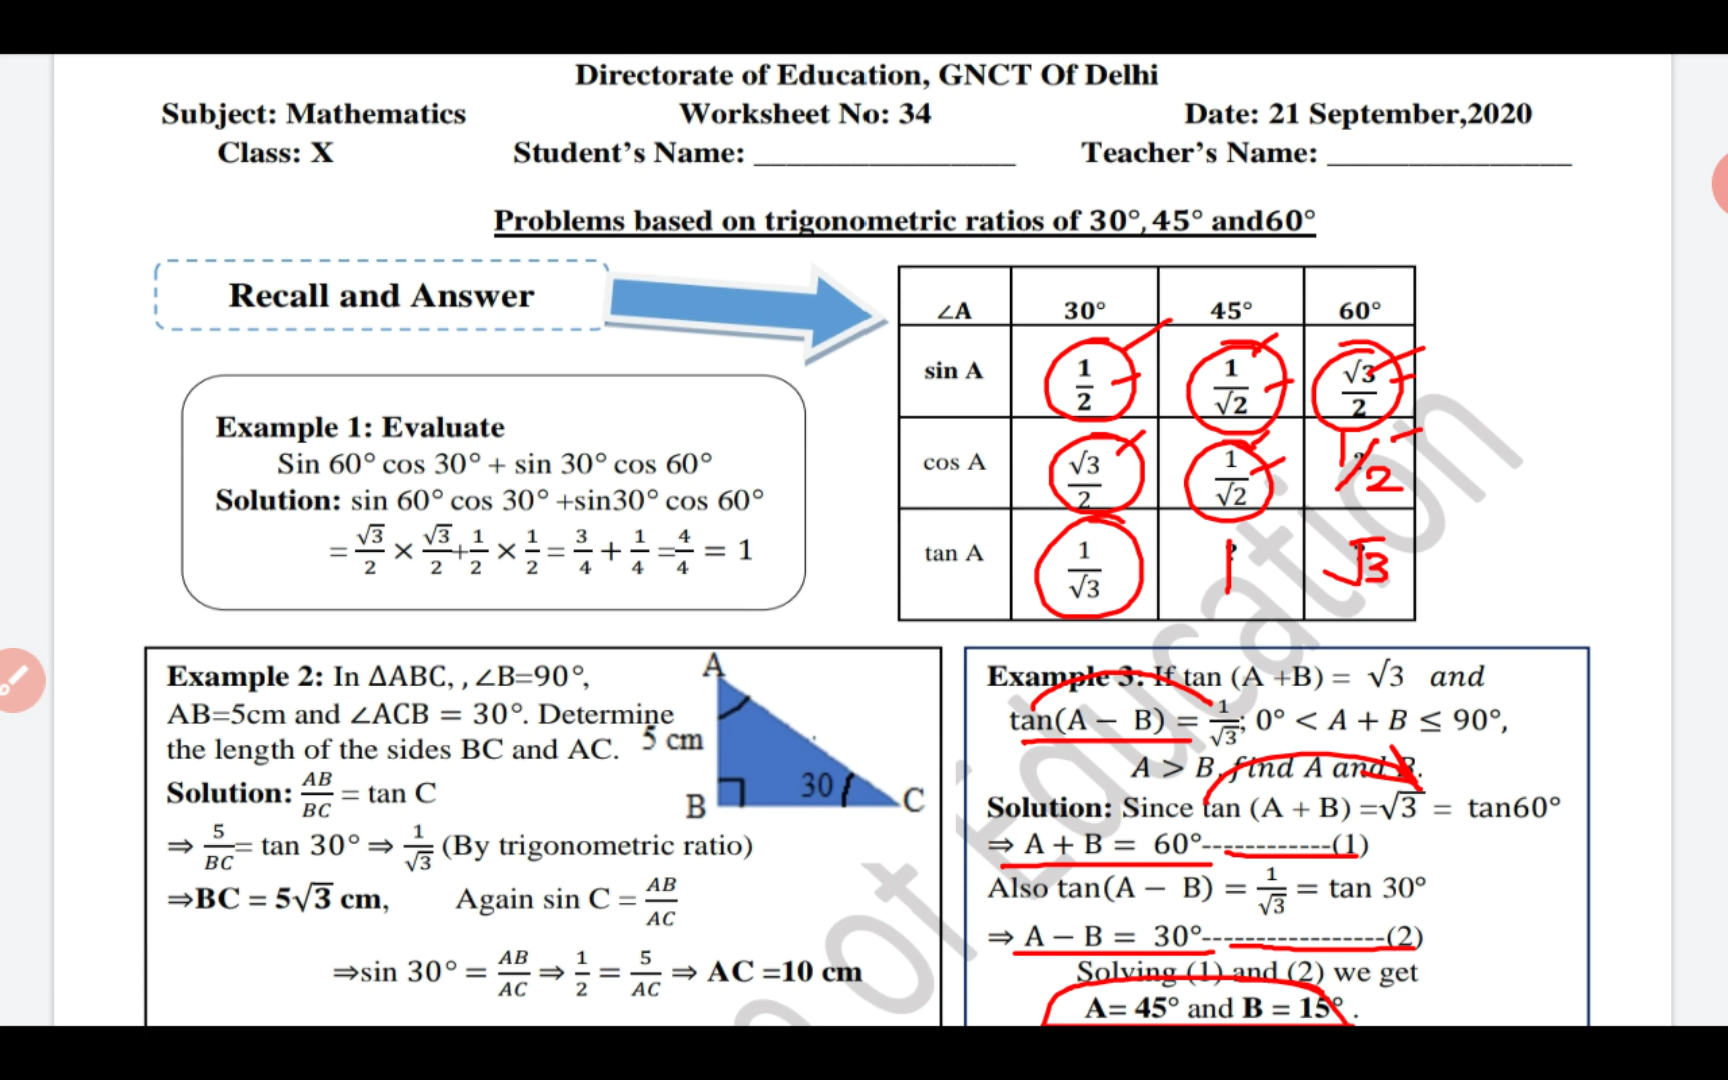 Directorate of Education, GNCT Of Delhi
Subject: Mathematics Worksheet No: 34 Date: 21 September,2020
Class: X Student’s Name: ________________ Teacher’s Name: _______________
Problems based on trigonometric ratios of 30°,45° and60°
Recall and Answer
∠A 30° 45° 60°
sin A 1/2 1/√2 √3/2
cos A √3/2 1/√2 1/2
tan A 1/√3 1 √3
Example 1: Evaluate
Sin 60° cos 30° + sin 30° cos 60°
Solution: sin 60° cos 30° +sin30° cos 60°
= √3/2 × √3/2 + 1/2 × 1/2 = 3/4 + 1/4 = 4/4 = 1
Example 2: In ΔABC, , ∠B=90°,
AB=5cm and ∠ACB = 30°. Determine
the length of the sides BC and AC.
Solution: AB/BC = tan C
⇒ 5/BC = tan 30° ⇒ 1/√3 (By trigonometric ratio)
⇒BC = 5√3 cm, Again sin C = AB/AC
⇒sin 30° = AB/AC ⇒ 1/2 = 5/AC ⇒ AC =10 cm
A
5 cm
B 30 C
Example 3: If tan (A +B) = √3 and
tan(A − B) = 1/√3; 0° < A + B ≤ 90°,
A > B, find A and B.
Solution: Since tan (A + B) =√3 = tan60°
⇒ A + B = 60°------------(1)
Also tan(A − B) = 1/√3 = tan 30°
⇒ A − B = 30°-----------------(2)
Solving (1) and (2) we get
A= 45° and B = 15° .
of Education